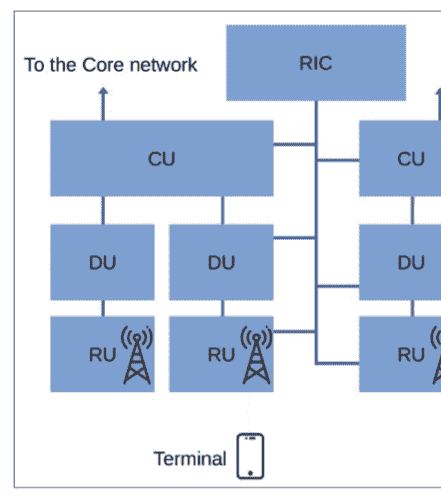 To the Core network
RIC
CU
CU
DU
DU
DU
RU
RU
RU
Terminal